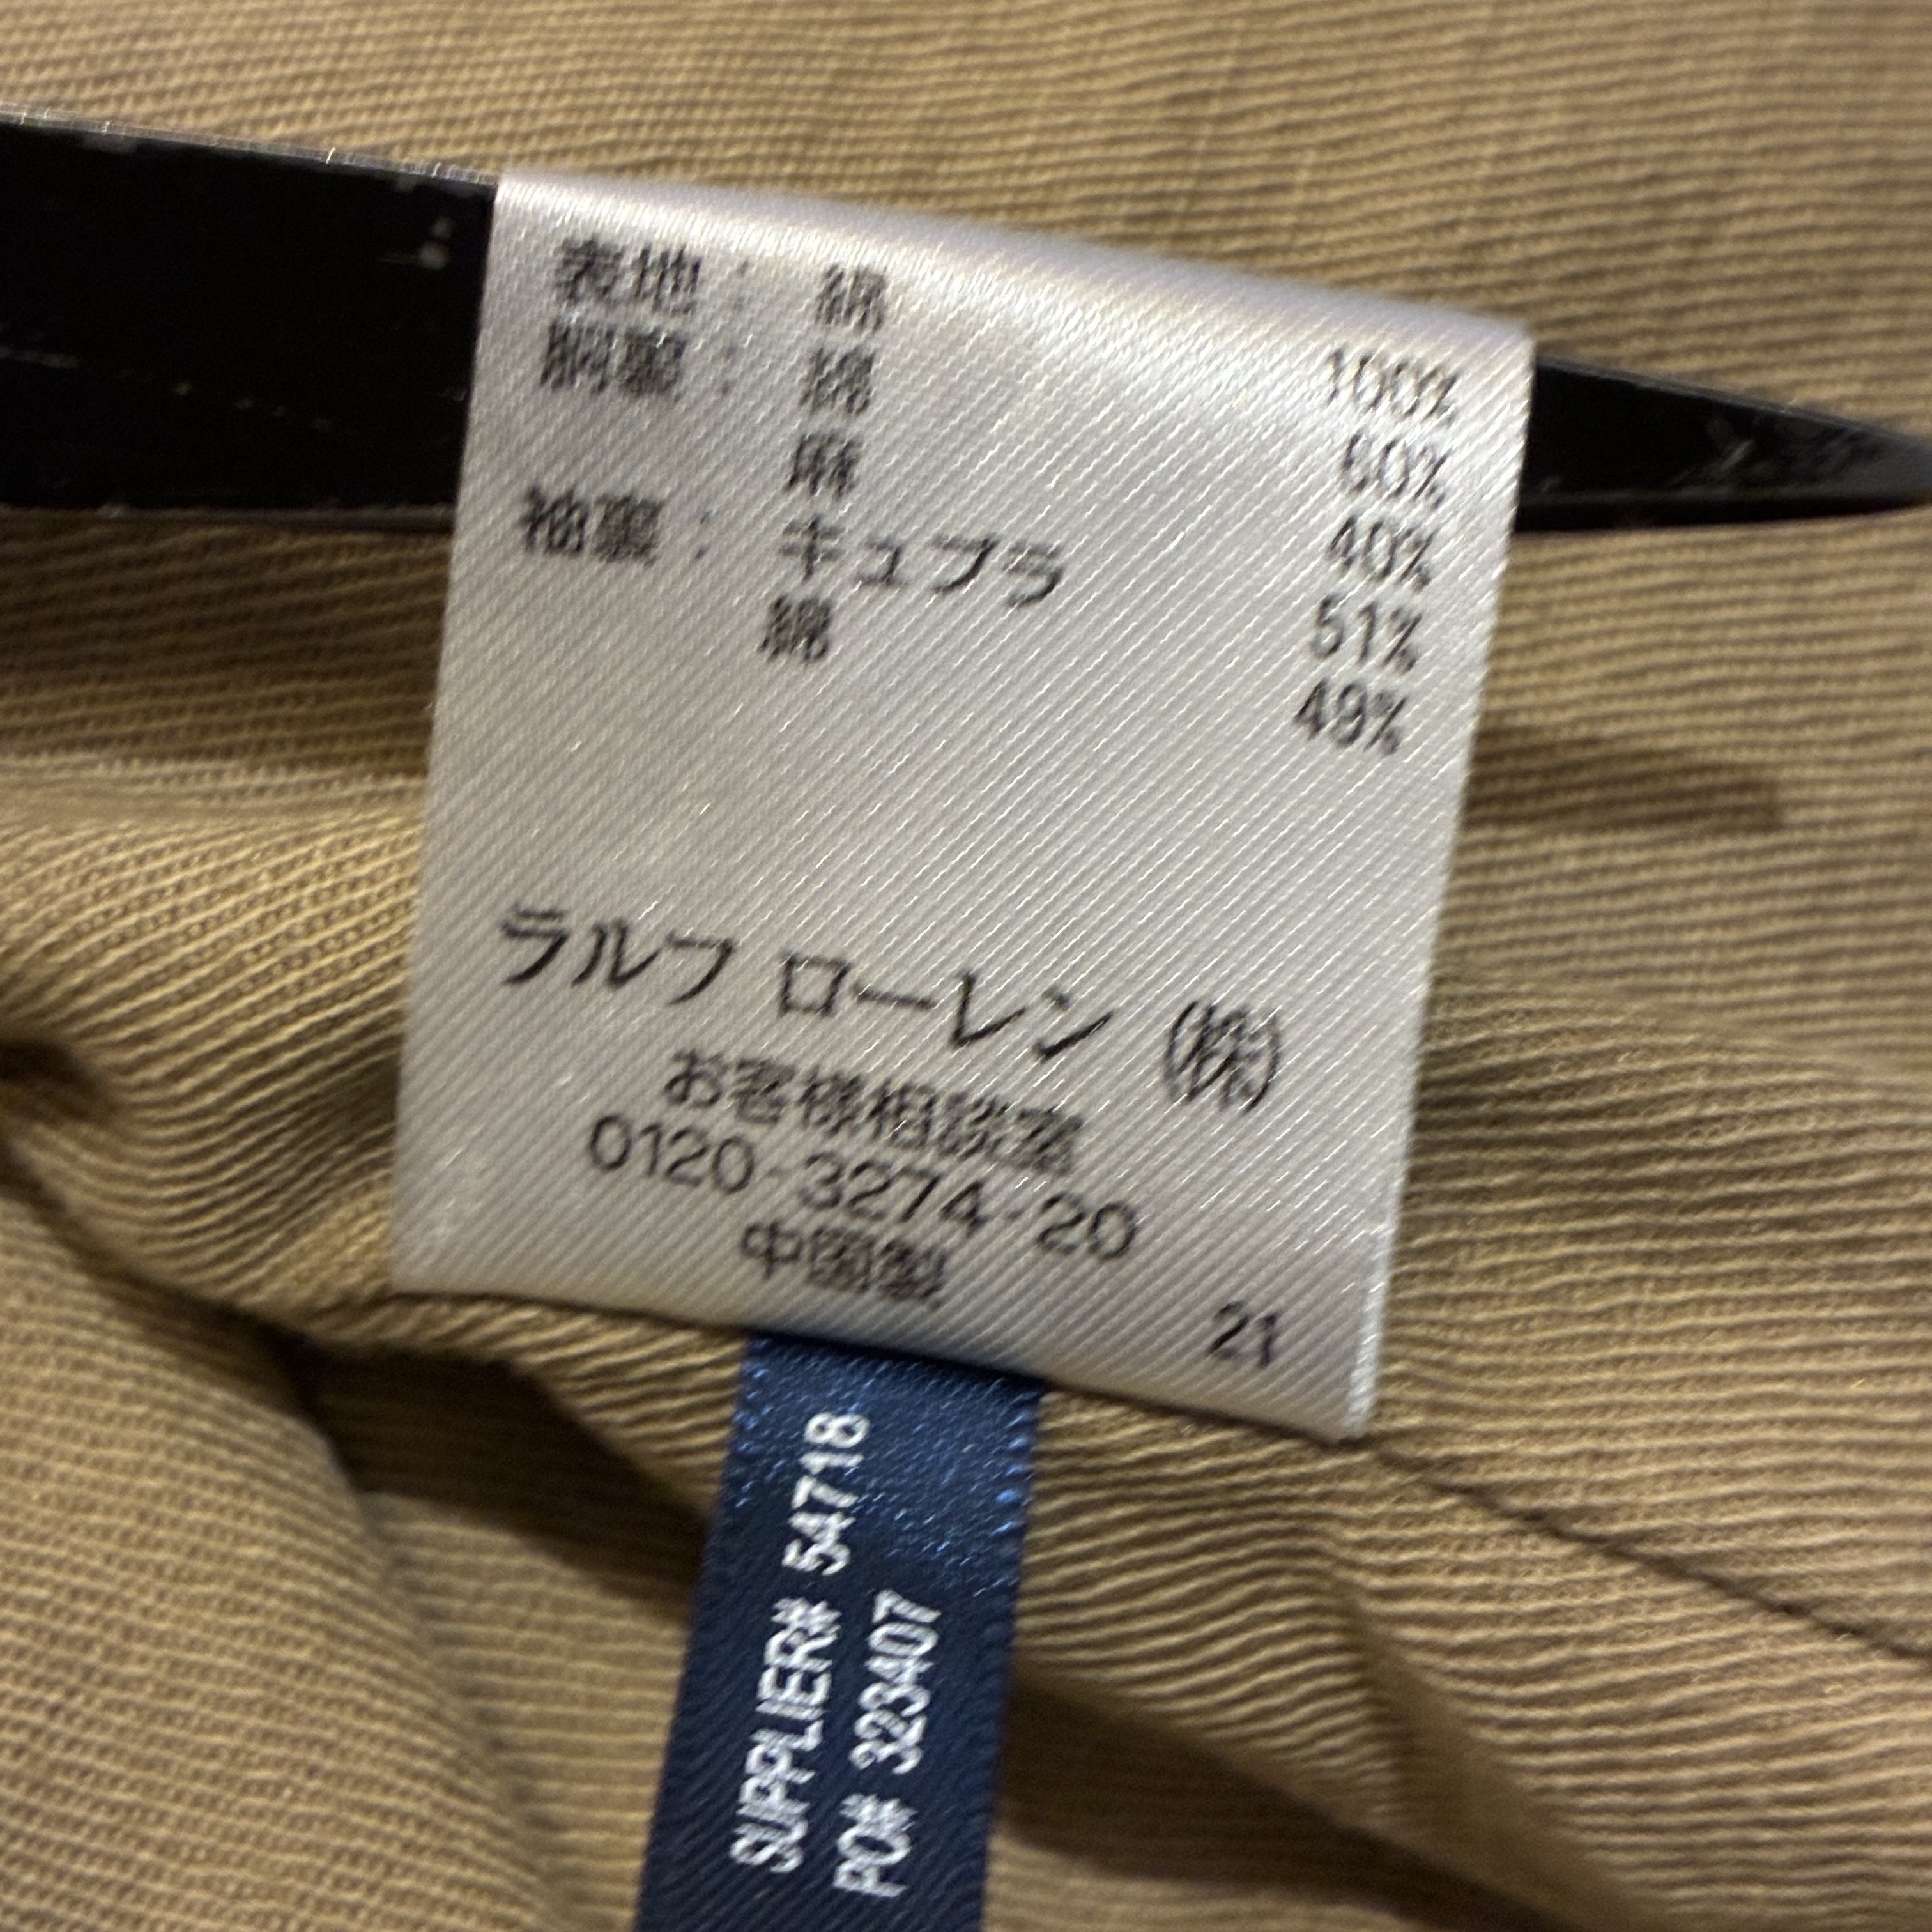 表地： 綿 100%
胴裏： 綿 60%
麻 40%
袖裏： キュプラ 51%
綿 49%
ラルフ ローレン ㈱
お客様相談室
0120-3274-20
中国製
21
SUPPLIER# 54718
PO# 323407